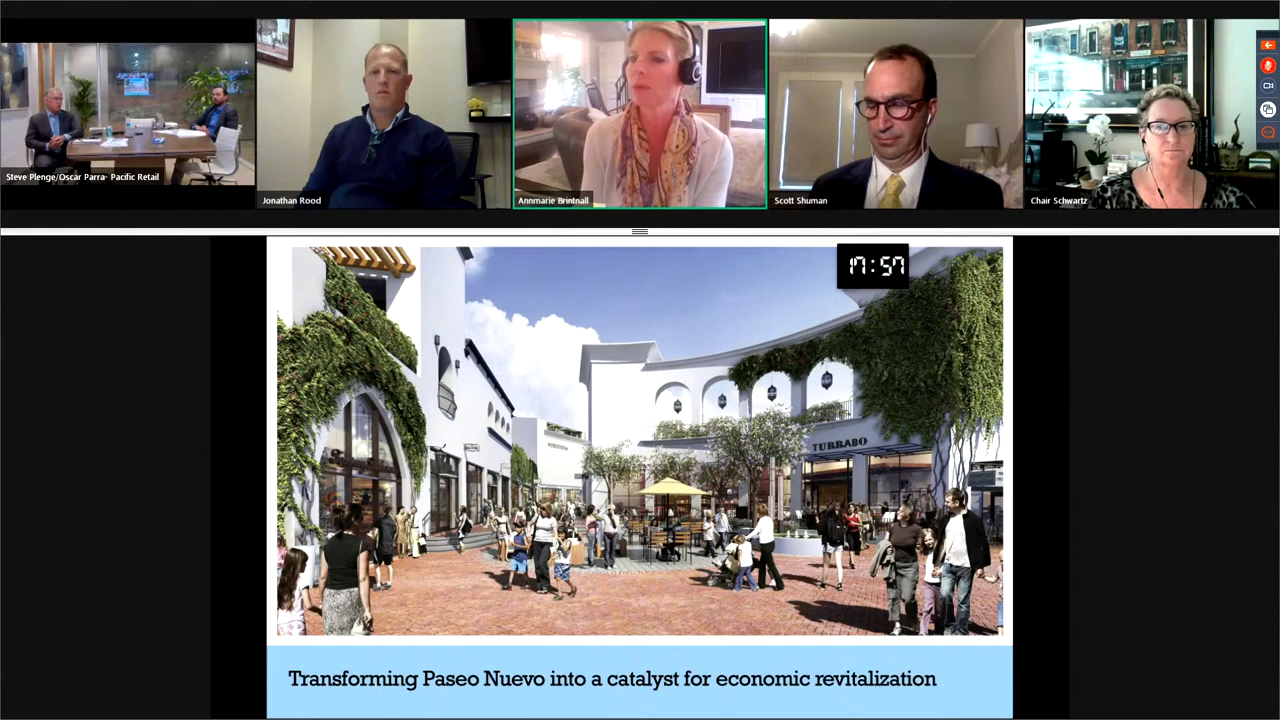 Steve Plenge/Oscar Parra- Pacific Retail
Jonathan Rood
Annmarie Brintnall
Scott Shuman
Chair Schwartz
17:57
NORDSTROM
TURRABO
Transforming Paseo Nuevo into a catalyst for economic revitalization